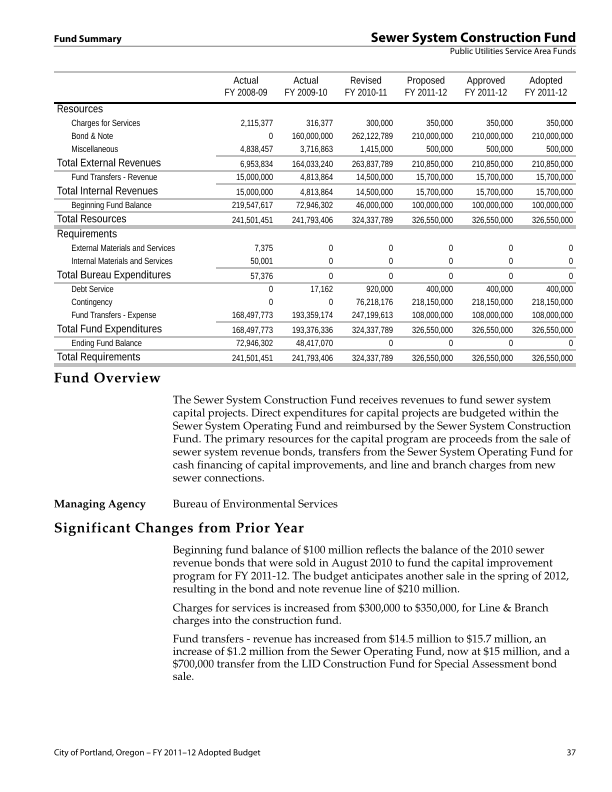 Fund Summary Sewer System Construction Fund
Public Utilities Service Area Funds
Actual Actual Revised Proposed Approved Adopted
FY 2008-09 FY 2009-10 FY 2010-11 FY 2011-12 FY 2011-12 FY 2011-12
Resources
Charges for Services 2,115,377 316,377 300,000 350,000 350,000 350,000
Bond & Note 0 160,000,000 262,122,789 210,000,000 210,000,000 210,000,000
Miscellaneous 4,838,457 3,716,863 1,415,000 500,000 500,000 500,000
Total External Revenues 6,953,834 164,033,240 263,837,789 210,850,000 210,850,000 210,850,000
Fund Transfers - Revenue 15,000,000 4,813,864 14,500,000 15,700,000 15,700,000 15,700,000
Total Internal Revenues 15,000,000 4,813,864 14,500,000 15,700,000 15,700,000 15,700,000
Beginning Fund Balance 219,547,617 72,946,302 46,000,000 100,000,000 100,000,000 100,000,000
Total Resources 241,501,451 241,793,406 324,337,789 326,550,000 326,550,000 326,550,000
Requirements
External Materials and Services 7,375 0 0 0 0 0
Internal Materials and Services 50,001 0 0 0 0 0
Total Bureau Expenditures 57,376 0 0 0 0 0
Debt Service 0 17,162 920,000 400,000 400,000 400,000
Contingency 0 0 76,218,176 218,150,000 218,150,000 218,150,000
Fund Transfers - Expense 168,497,773 193,359,174 247,199,613 108,000,000 108,000,000 108,000,000
Total Fund Expenditures 168,497,773 193,376,336 324,337,789 326,550,000 326,550,000 326,550,000
Ending Fund Balance 72,946,302 48,417,070 0 0 0 0
Total Requirements 241,501,451 241,793,406 324,337,789 326,550,000 326,550,000 326,550,000
Fund Overview
The Sewer System Construction Fund receives revenues to fund sewer system
capital projects. Direct expenditures for capital projects are budgeted within the
Sewer System Operating Fund and reimbursed by the Sewer System Construction
Fund. The primary resources for the capital program are proceeds from the sale of
sewer system revenue bonds, transfers from the Sewer System Operating Fund for
cash financing of capital improvements, and line and branch charges from new
sewer connections.
Managing Agency Bureau of Environmental Services
Significant Changes from Prior Year
Beginning fund balance of $100 million reflects the balance of the 2010 sewer
revenue bonds that were sold in August 2010 to fund the capital improvement
program for FY 2011-12. The budget anticipates another sale in the spring of 2012,
resulting in the bond and note revenue line of $210 million.
Charges for services is increased from $300,000 to $350,000, for Line & Branch
charges into the construction fund.
Fund transfers - revenue has increased from $14.5 million to $15.7 million, an
increase of $1.2 million from the Sewer Operating Fund, now at $15 million, and a
$700,000 transfer from the LID Construction Fund for Special Assessment bond
sale.
City of Portland, Oregon – FY 2011–12 Adopted Budget 37